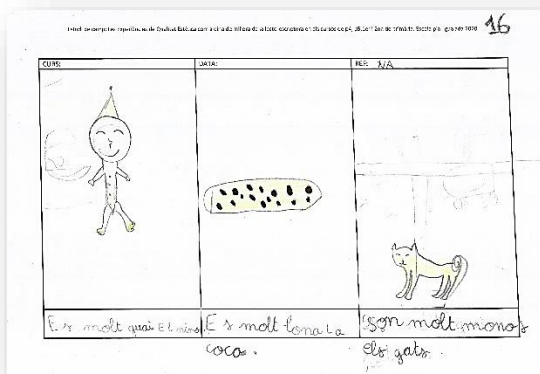 16
CURS:
DATA:
REF: NA
Es molt guai El nino
Es molt bona La
coca.
Son molt monos
els gats.